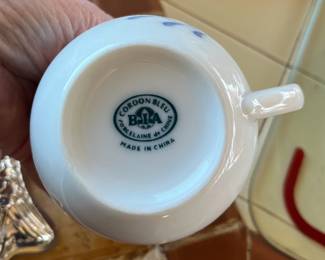 CORDON BLEU
BIA
PORCELAINE de CHINE
MADE IN CHINA